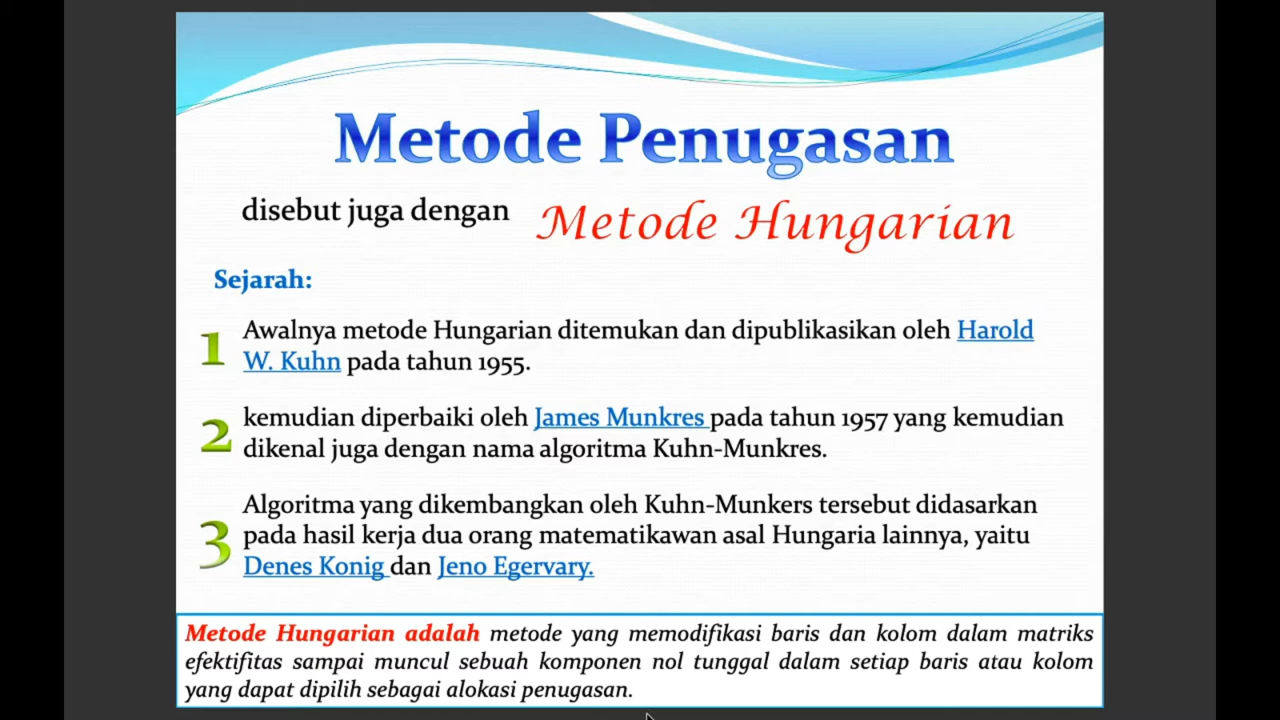 Metode Penugasan
disebut juga dengan Metode Hungarian
Sejarah:
1 Awalnya metode Hungarian ditemukan dan dipublikasikan oleh Harold
W. Kuhn pada tahun 1955.
2 kemudian diperbaiki oleh James Munkres pada tahun 1957 yang kemudian
dikenal juga dengan nama algoritma Kuhn-Munkres.
3 Algoritma yang dikembangkan oleh Kuhn-Munkers tersebut didasarkan
pada hasil kerja dua orang matematikawan asal Hungaria lainnya, yaitu
Denes Konig dan Jeno Egervary.
Metode Hungarian adalah metode yang memodifikasi baris dan kolom dalam matriks
efektifitas sampai muncul sebuah komponen nol tunggal dalam setiap baris atau kolom
yang dapat dipilih sebagai alokasi penugasan.